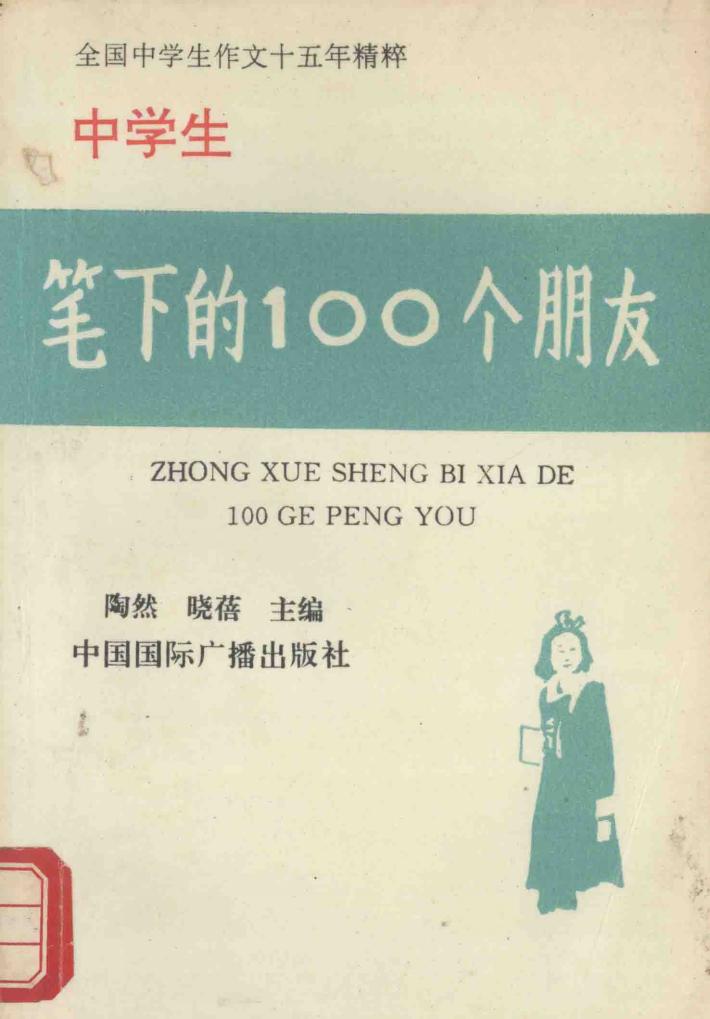 全国中学生作文十五年精粹
中学生
笔下的100个朋友
ZHONG XUE SHENG BI XIA DE
100 GE PENG YOU
陶然 晓蓓 主编
中国国际广播出版社